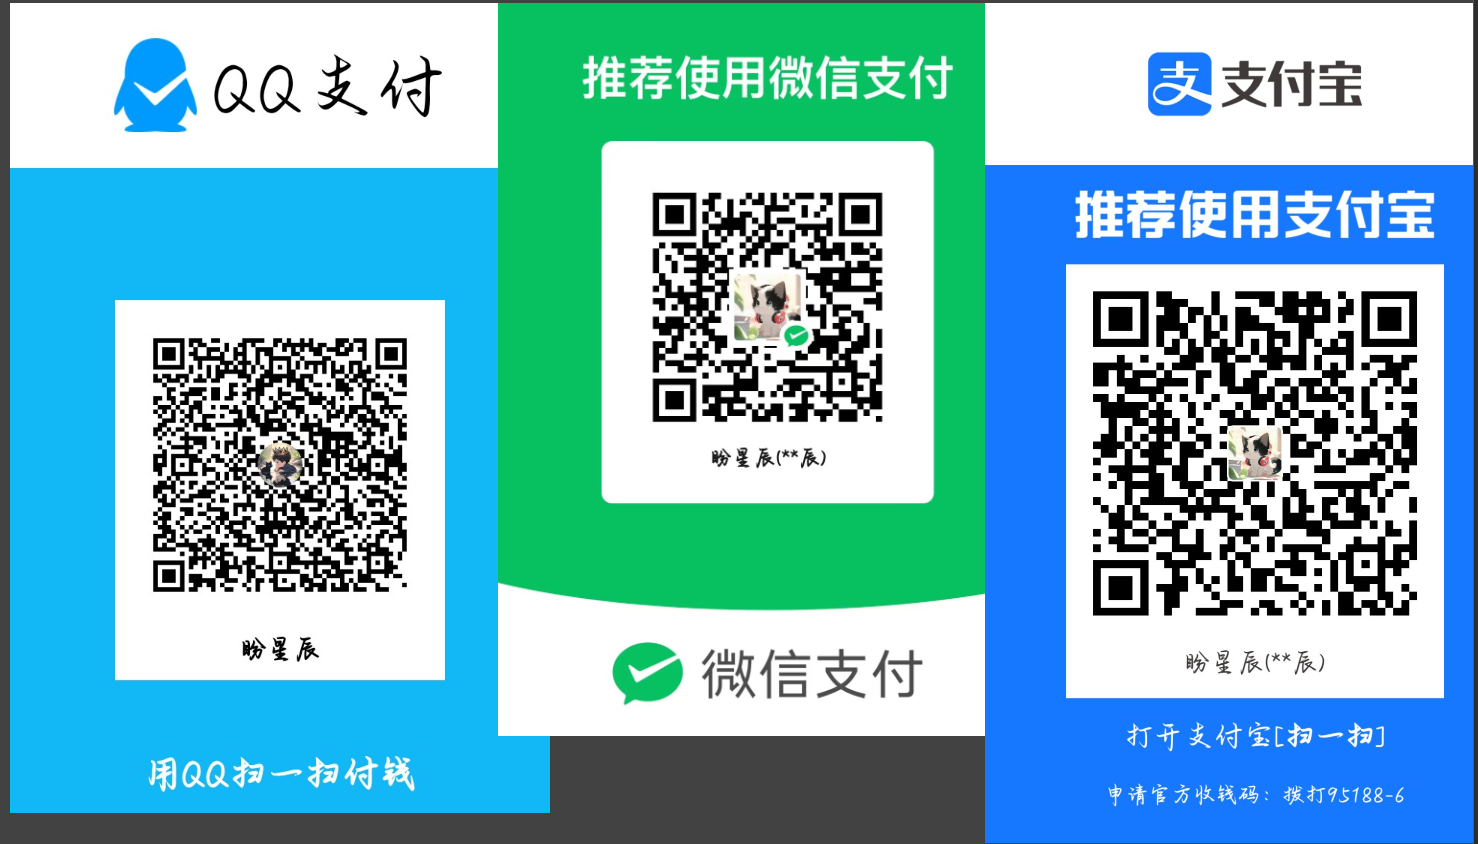 QQ支付
盼星辰
用QQ扫一扫付钱
推荐使用微信支付
盼星辰(**辰)
微信支付
支 支付宝
推荐使用支付宝
盼星辰(**辰)
打开支付宝[扫一扫]
申请官方收钱码：拨打95188-6